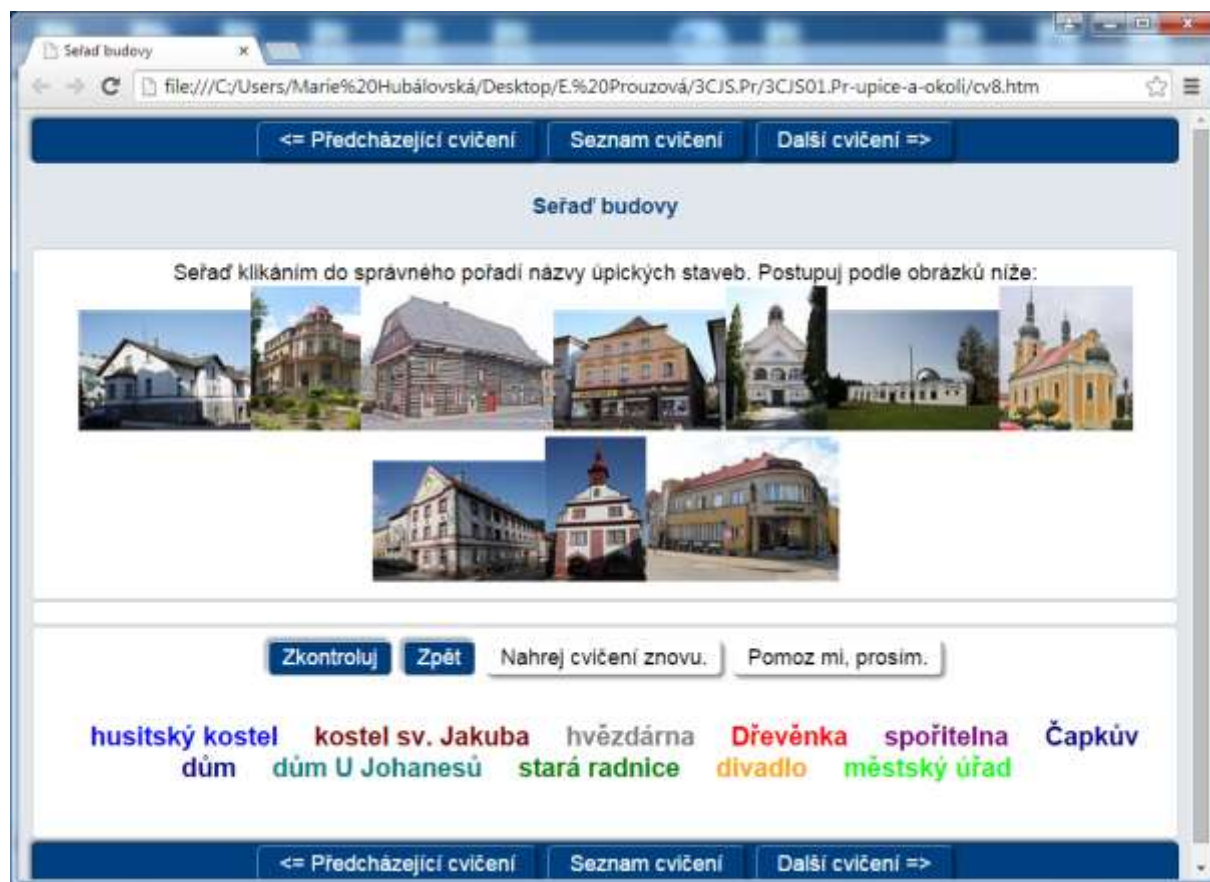 Seřaď budovy
file:///C:/Users/Marie%20Hubálovská/Desktop/E.%20Prouzová/3CJS.Pr/3CJS01.Pr-upice-a-okoli/cv8.htm
<= Předcházející cvičení Seznam cvičení Další cvičení =>
Seřaď budovy
Seřaď klikáním do správného pořadí názvy úpických staveb. Postupuj podle obrázků níže:
Zkontroluj Zpět Nahrej cvičení znovu. Pomoz mi, prosím.
husitský kostel kostel sv. Jakuba hvězdárna Dřevěnka spořitelna Čapkův
dům dům U Johanesů stará radnice divadlo městský úřad
<= Předcházející cvičení Seznam cvičení Další cvičení =>